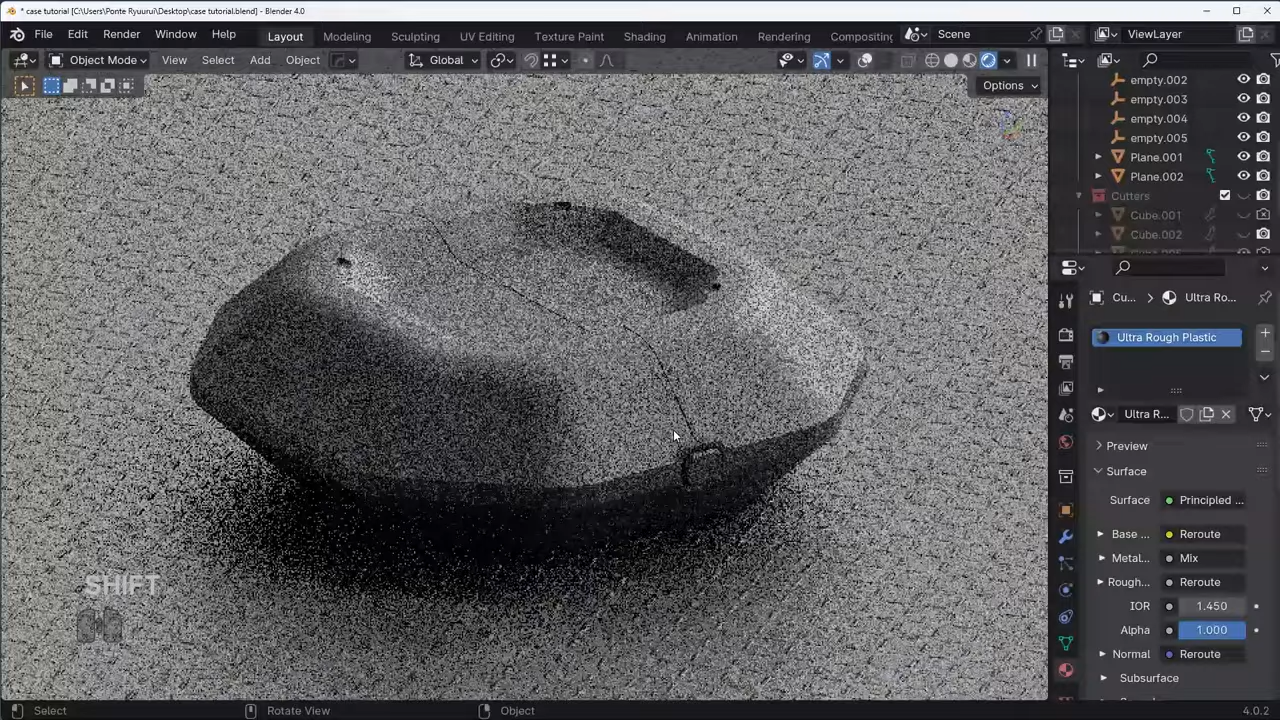 * case tutorial [C:\Users\Ponte Ryuurui\Desktop\case tutorial.blend] - Blender 4.0
File Edit Render Window Help Layout Modeling Sculpting UV Editing Texture Paint Shading Animation Rendering Compositing Scene ViewLayer
Object Mode View Select Add Object Global
Options
empty.002
empty.003
empty.004
empty.005
Plane.001
Plane.002
Cutters
Cube.001
Cube.002
Cu... Ultra Ro...
Ultra Rough Plastic
Ultra R...
Preview
Surface
Surface Principled ...
Base ... Reroute
Metal... Mix
Rough... Reroute
IOR 1.450
Alpha 1.000
Normal Reroute
Subsurface
SHIFT
Select Rotate View Object 4.0.2